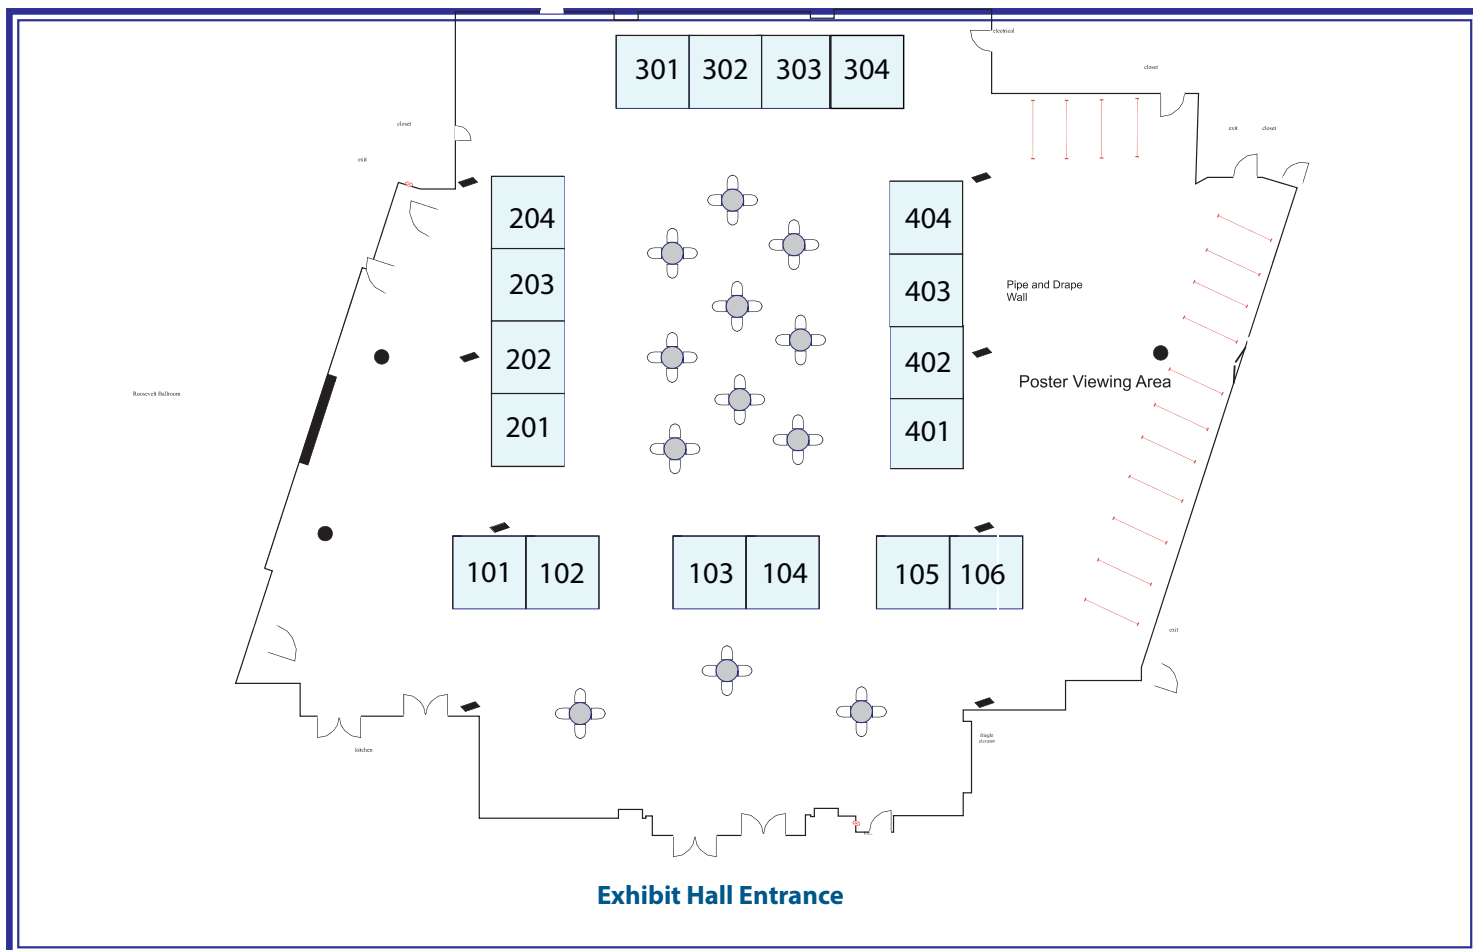 electrical
301 302 303 304
closet
closet
exit closet
exit
204
404
203
403
Pipe and Drape
Wall
202
402
Poster Viewing Area
Roosevelt Ballroom
201
401
101 102 103 104 105 106
exit
kitchen
frieght
elevator
Exhibit Hall Entrance